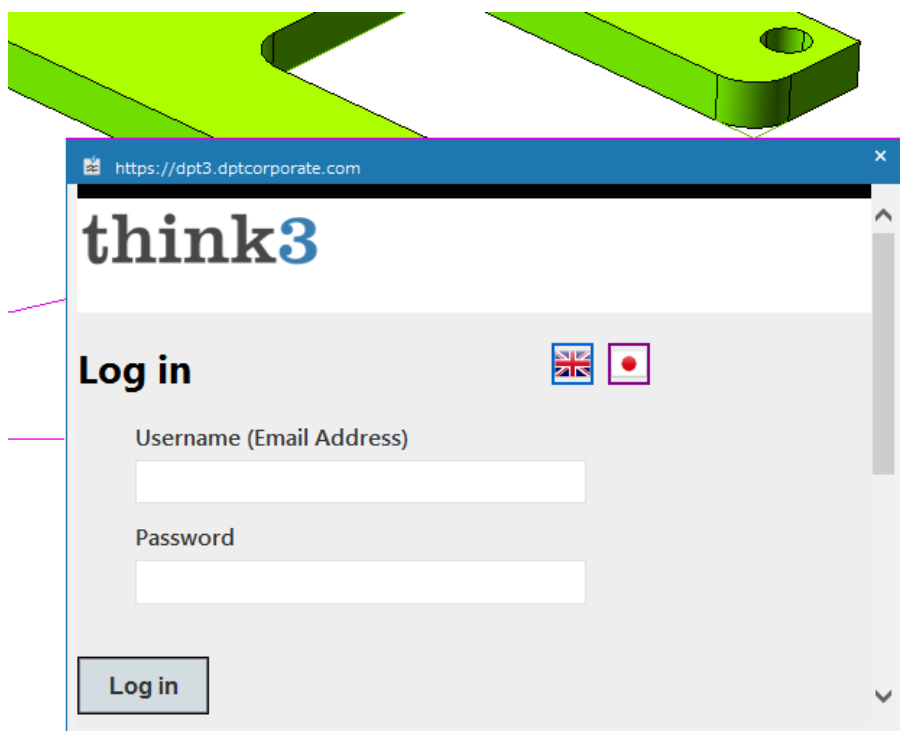 https://dpt3.dptcorporate.com
think3
Log in
Username (Email Address)
Password
Log in